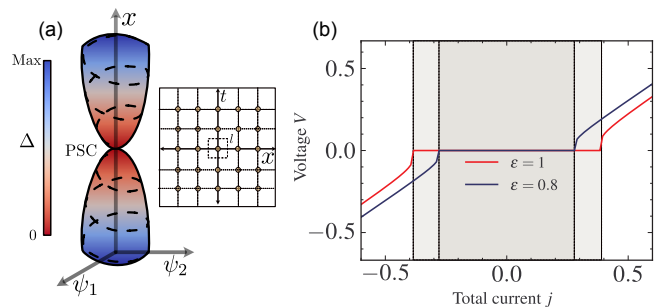 (a)
x
Max
Δ
0
PSC
ψ1
ψ2
t
l
x
(b)
Voltage V
0.5
0.0
−0.5
ε = 1
ε = 0.8
−0.5
0.0
0.5
Total current j